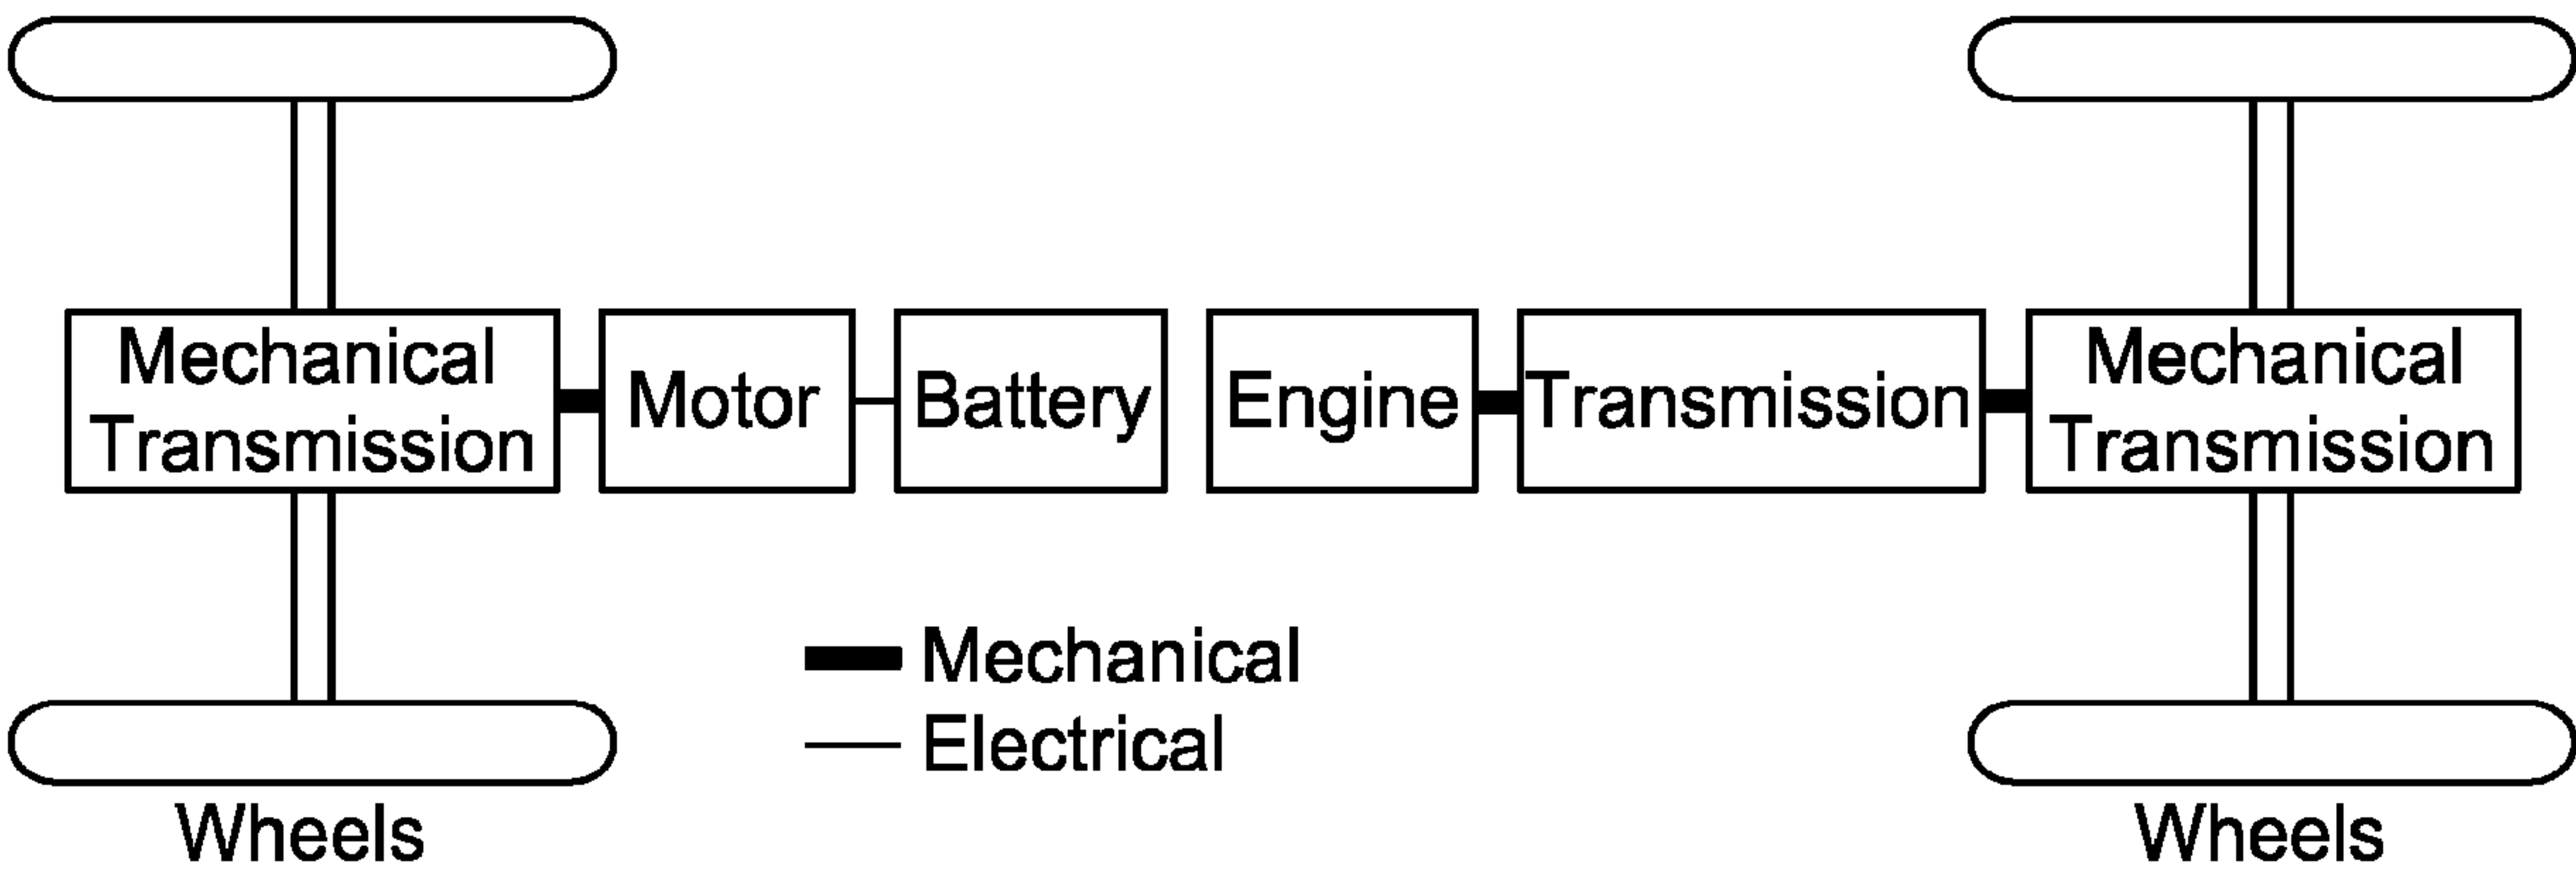 Mechanical
Transmission
Motor
Battery
Engine
Transmission
Mechanical
Transmission
Mechanical
Electrical
Wheels
Wheels